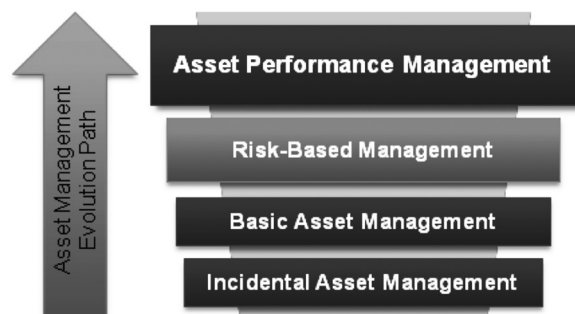 Asset Management
Evolution Path
Asset Performance Management
Risk-Based Management
Basic Asset Management
Incidental Asset Management